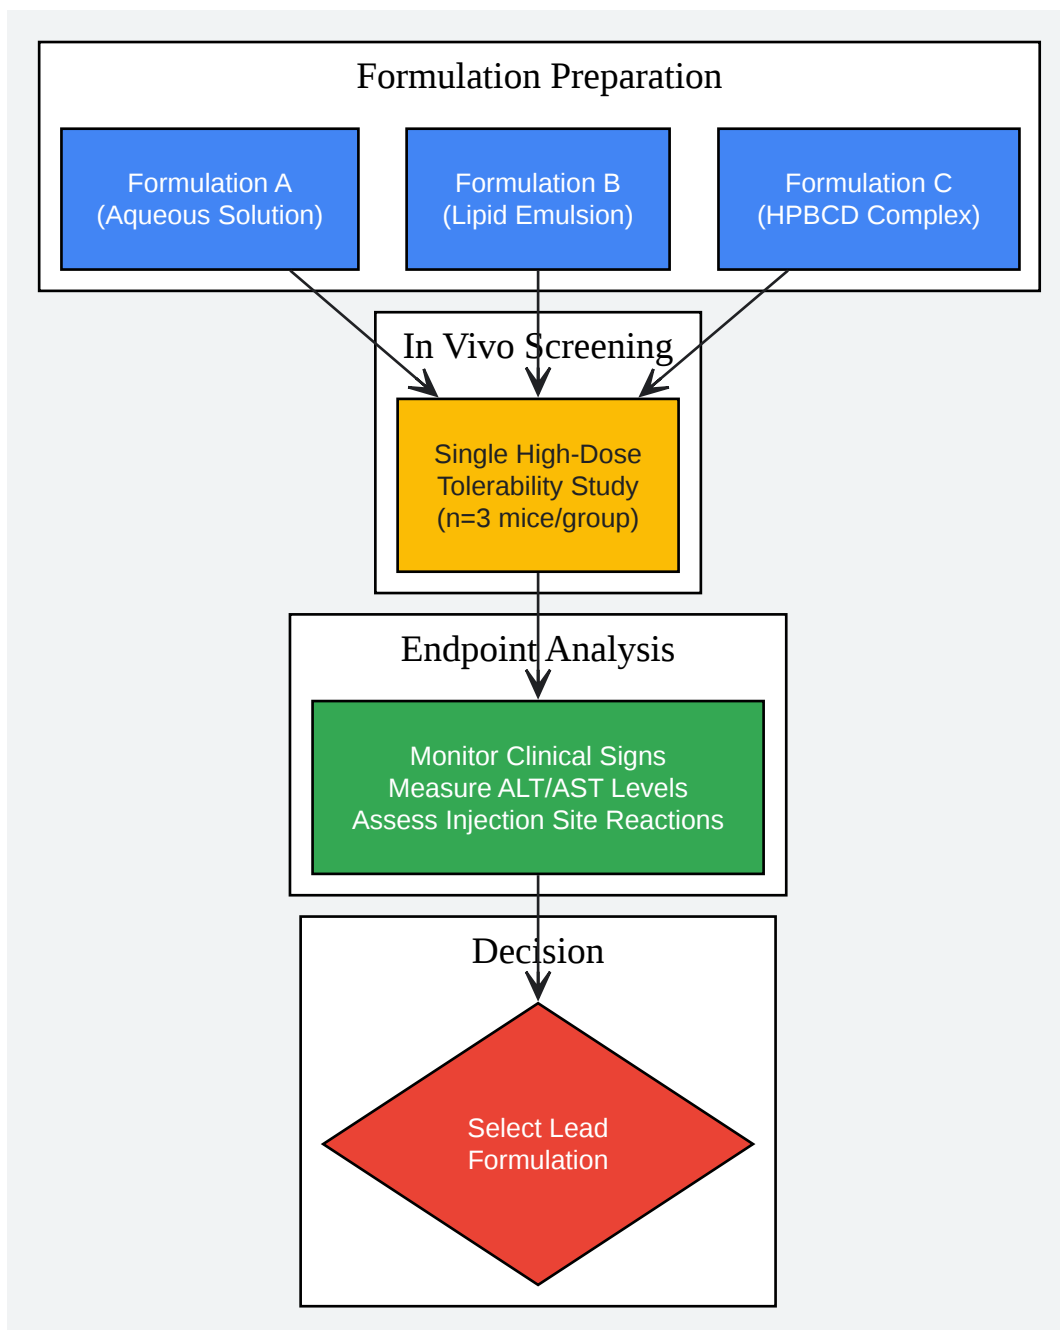 Formulation Preparation
Formulation A
(Aqueous Solution)
Formulation B
(Lipid Emulsion)
Formulation C
(HPBCD Complex)
In Vivo Screening
Single High-Dose
Tolerability Study
(n=3 mice/group)
Endpoint Analysis
Monitor Clinical Signs
Measure ALT/AST Levels
Assess Injection Site Reactions
Decision
Select Lead
Formulation